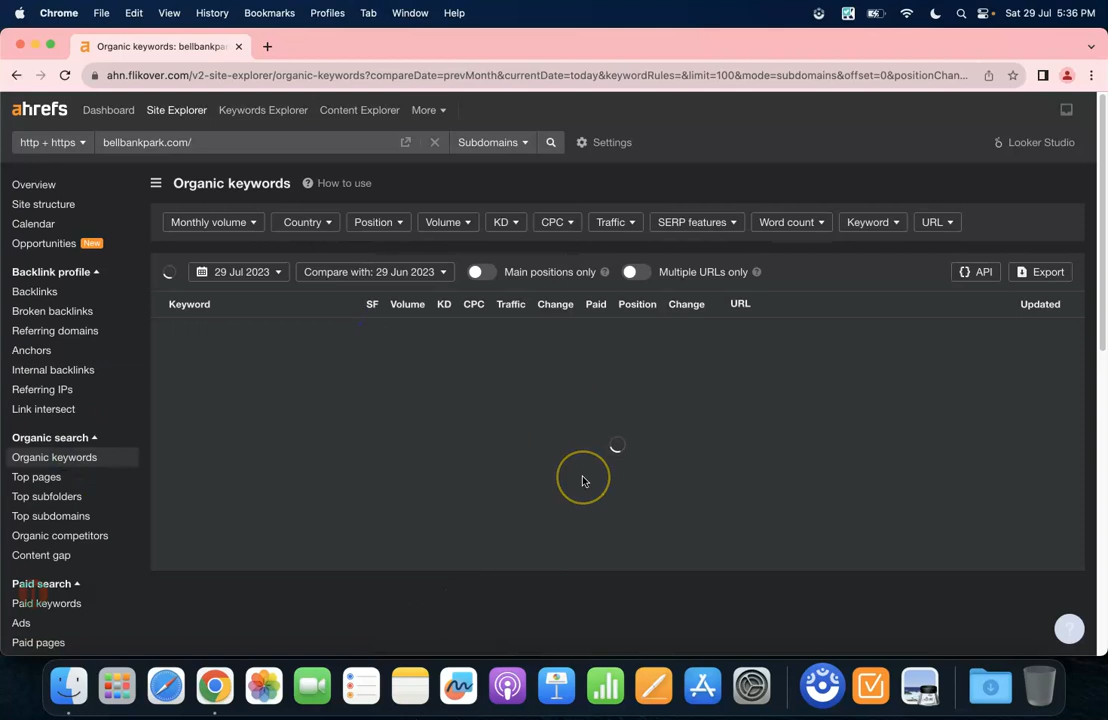 Chrome File Edit View History Bookmarks Profiles Tab Window Help Sat 29 Jul 5:36 PM
a Organic keywords: bellbankpa
ahn.flikover.com/v2-site-explorer/organic-keywords?compareDate=prevMonth&currentDate=today&keywordRules=&limit=100&mode=subdomains&offset=0&positionChan...
ahrefs Dashboard Site Explorer Keywords Explorer Content Explorer More
http + https bellbankpark.com/ Subdomains Settings Looker Studio
Overview
Site structure
Calendar
Opportunities New
Backlink profile
Backlinks
Broken backlinks
Referring domains
Anchors
Internal backlinks
Referring IPs
Link intersect
Organic search
Organic keywords
Top pages
Top subfolders
Top subdomains
Organic competitors
Content gap
Paid search
Paid keywords
Ads
Paid pages
Organic keywords ? How to use
Monthly volume Country Position Volume KD CPC Traffic SERP features Word count Keyword URL
29 Jul 2023 Compare with: 29 Jun 2023 Main positions only ? Multiple URLs only ? {} API Export
Keyword SF Volume KD CPC Traffic Change Paid Position Change URL Updated
?